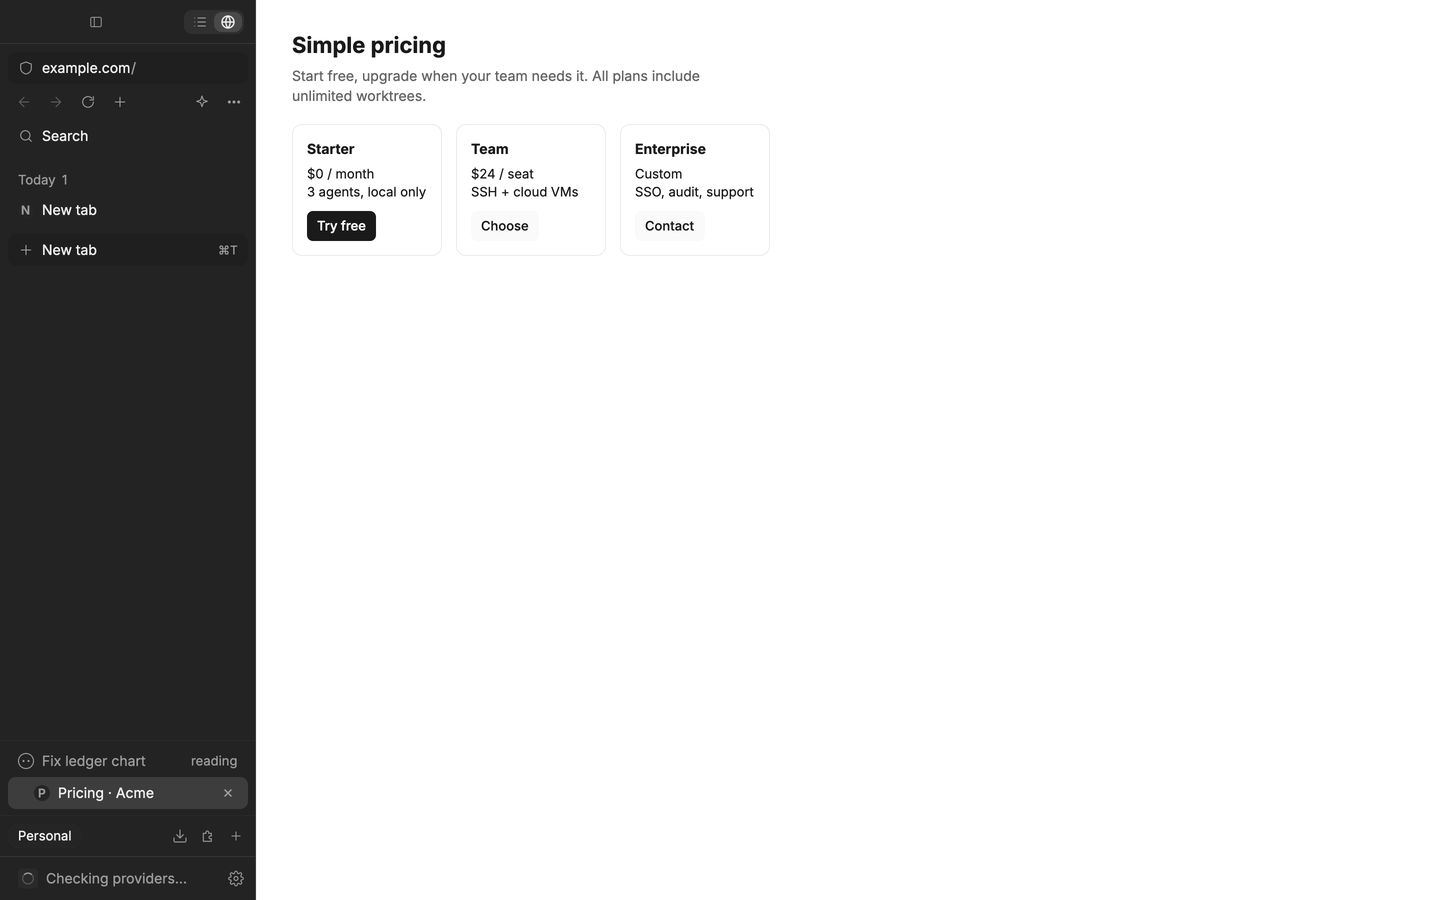 example.com/
Search
Today 1
N New tab
New tab ⌘T
Fix ledger chart reading
P Pricing · Acme
Personal
Checking providers...
Simple pricing
Start free, upgrade when your team needs it. All plans include
unlimited worktrees.
Starter
$0 / month
3 agents, local only
Try free
Team
$24 / seat
SSH + cloud VMs
Choose
Enterprise
Custom
SSO, audit, support
Contact